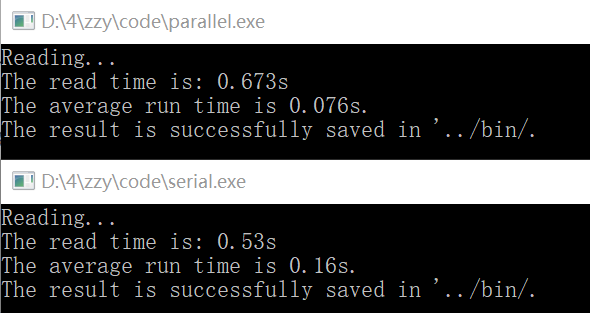 D:\4\zzy\code\parallel.exe
Reading...
The read time is: 0.673s
The average run time is 0.076s.
The result is successfully saved in '../bin/.
D:\4\zzy\code\serial.exe
Reading...
The read time is: 0.53s
The average run time is 0.16s.
The result is successfully saved in '../bin/.